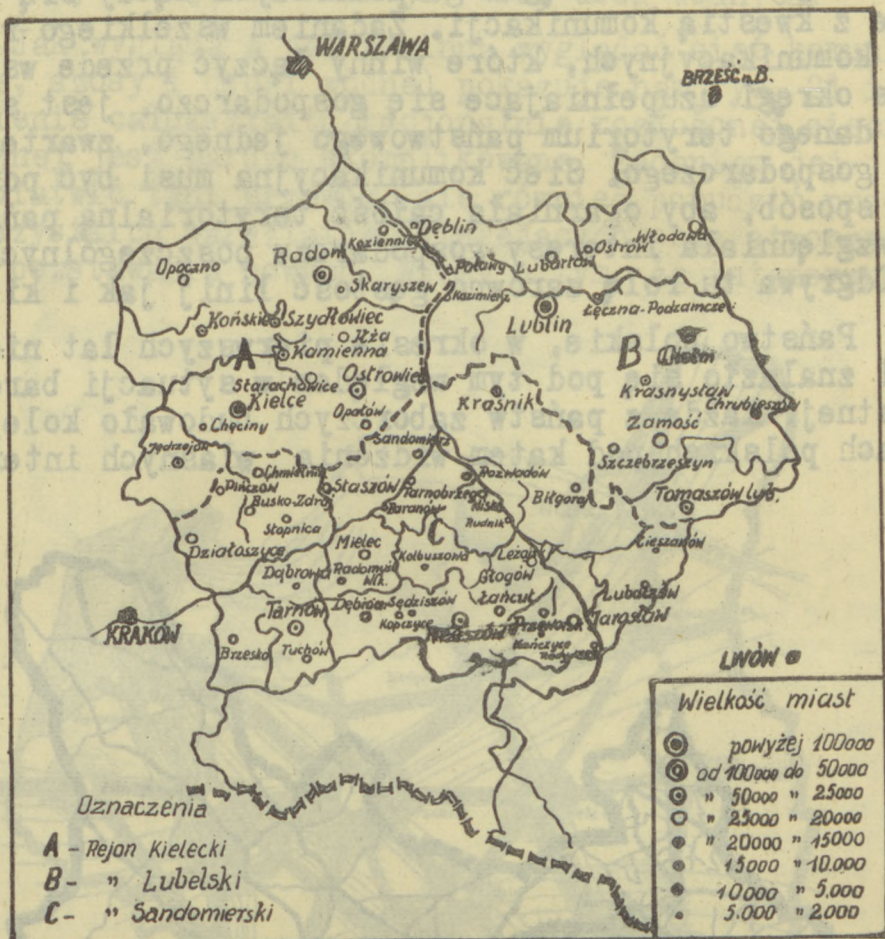 WARSZAWA
BRZEŚĆ n.B.
Dęblin
Kozienice
Ostrów
Włodawa
Radom
Puławy
Lubartów
Opoczno
Skaryszew
Kazimierz
Łęczna-Podzamcze
Końskie
Szydłowiec
Lublin
Iłża
A
Kamienna
B
Chełm
Starachowice
Ostrowiec
Krasnystaw
Kielce
Kraśnik
Chrubieszów
Opatów
Zamość
Chęciny
Sandomierz
Jędrzejów
Szczebrzeszyn
Chmielnik
Rozwadów
Pińczów
Staszów
Tarnobrzeg
Biłgoraj
Tomaszów lub.
Busko-Zdrój
Baranów
Nisko
Stopnica
C
Rudnik
Działoszyce
Mielec
Kolbuszowa
Cieszanów
Leżajsk
Dąbrowa
Radomyśl
Wlk.
Głogów
Lubaczów
Tarnów
Dębica
Sędziszów
Łańcut
KRAKÓW
Ropczyce
Rzeszów
Przeworsk
Jarosław
Brzesko
Tuchów
Kańczyca
LWÓW
Wielkość miast
powyżej 100000
od 100000 do 50000
" 50000 " 25000
" 25000 " 20000
" 20000 " 15000
15000 " 10.000
10000 " 5.000
5.000 " 2000
Oznaczenia
A - Rejon Kielecki
B - " Lubelski
C - " Sandomierski